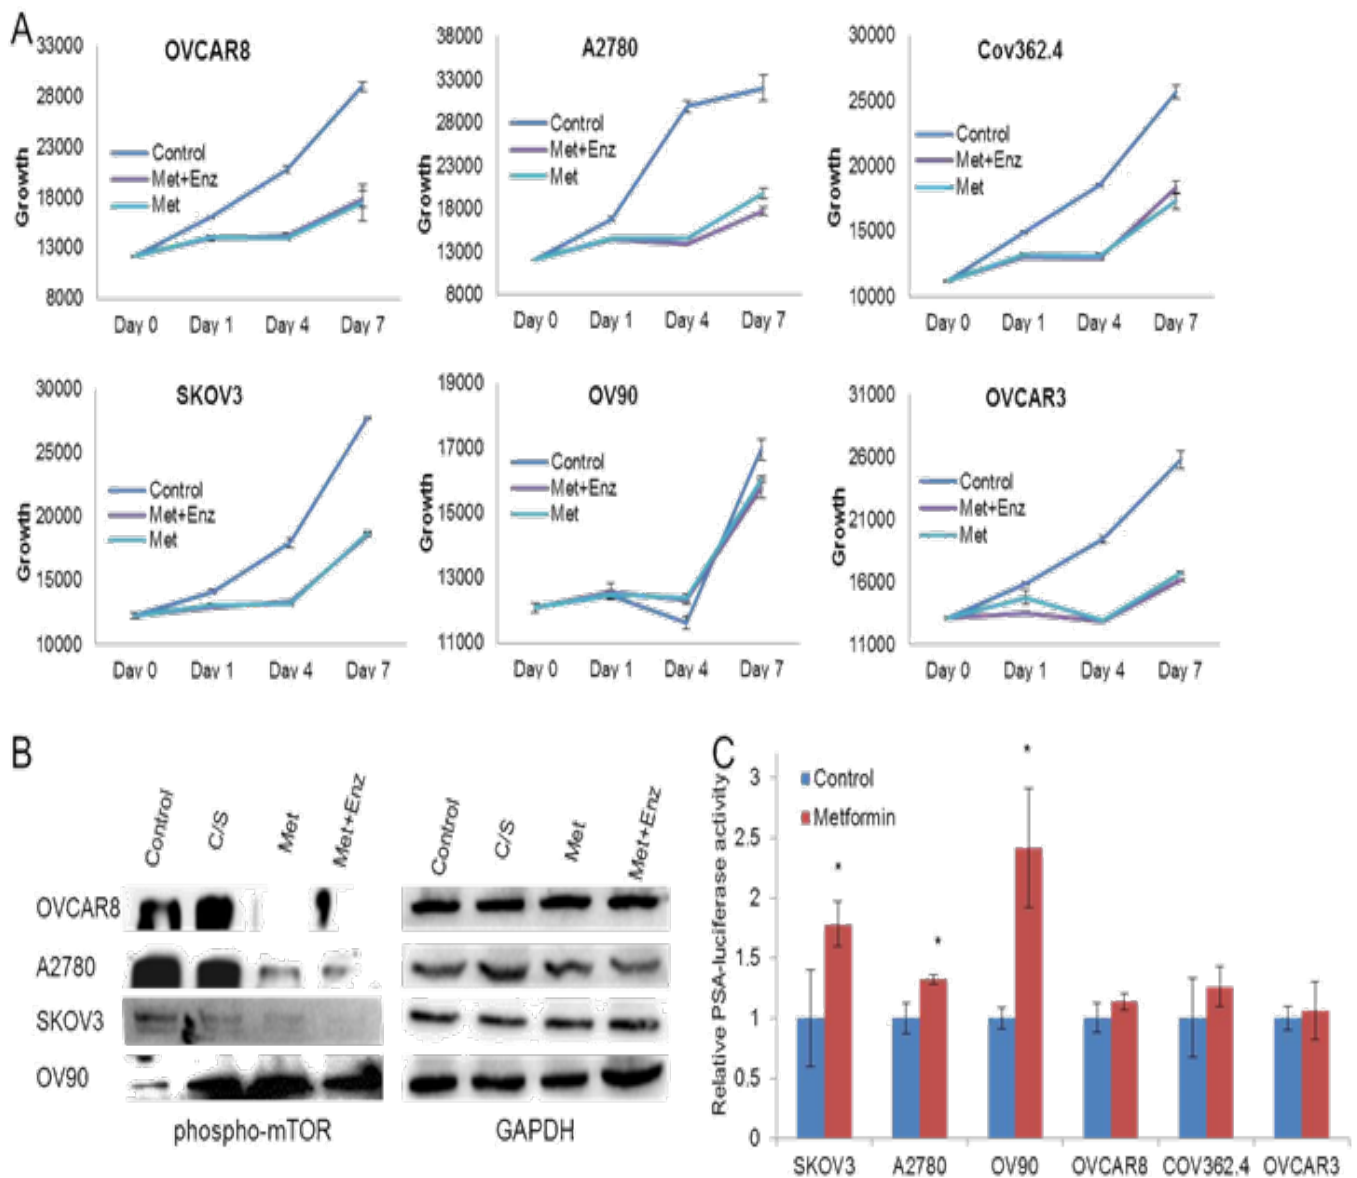 A
OVCAR8
33000
28000
23000
18000
13000
8000
Growth
Control
Met+Enz
Met
Day 0 Day 1 Day 4 Day 7
A2780
38000
33000
28000
23000
18000
13000
8000
Growth
Control
Met+Enz
Met
Day 0 Day 1 Day 4 Day 7
Cov362.4
30000
25000
20000
15000
10000
Growth
Control
Met+Enz
Met
Day 0 Day 1 Day 4 Day 7
SKOV3
30000
25000
20000
15000
10000
Growth
Control
Met+Enz
Met
Day 0 Day 1 Day 4 Day 7
OV90
19000
17000
15000
13000
11000
Growth
Control
Met+Enz
Met
Day 0 Day 1 Day 4 Day 7
OVCAR3
31000
26000
21000
16000
11000
Growth
Control
Met+Enz
Met
Day 0 Day 1 Day 4 Day 7
B
Control C/S Met Met+Enz
Control C/S Met Met+Enz
OVCAR8
A2780
SKOV3
OV90
phospho-mTOR
GAPDH
C
Relative PSA-luciferase activity
3
2.5
2
1.5
1
0.5
0
Control
Metformin
*
*
*
SKOV3 A2780 OV90 OVCAR8 COV362.4 OVCAR3